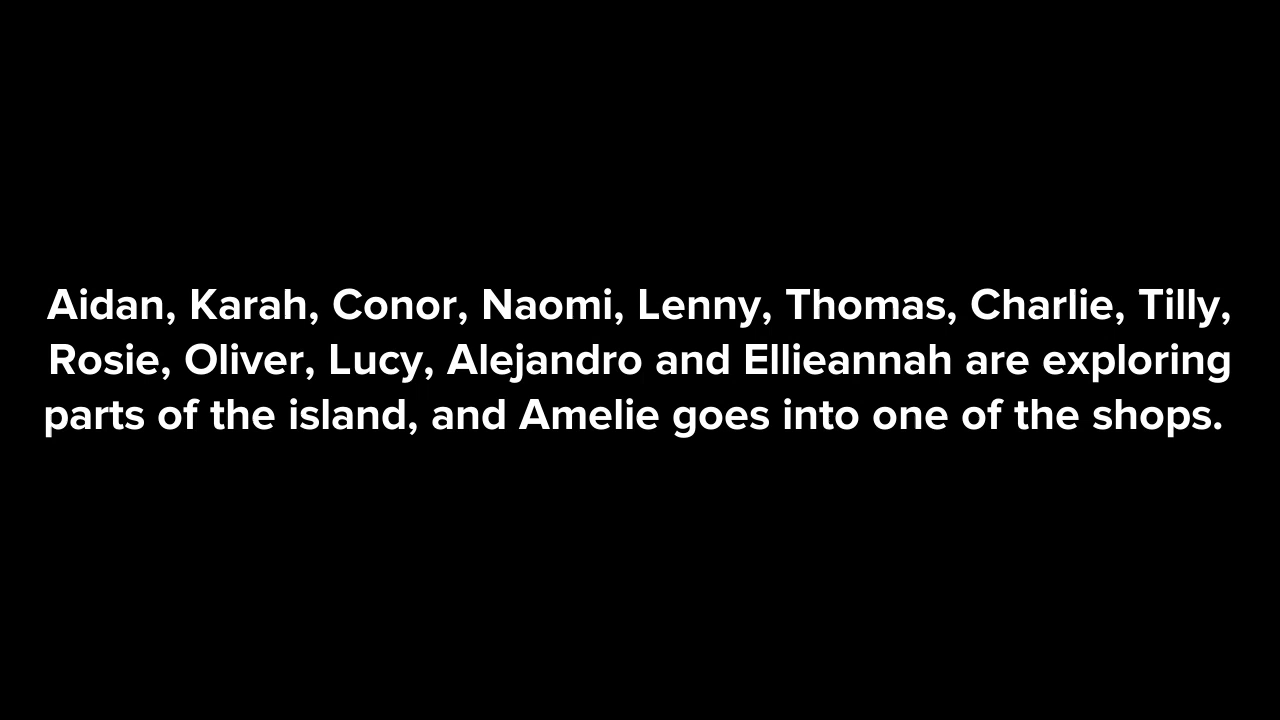 Aidan, Karah, Conor, Naomi, Lenny, Thomas, Charlie, Tilly,
Rosie, Oliver, Lucy, Alejandro and Ellieannah are exploring
parts of the island, and Amelie goes into one of the shops.